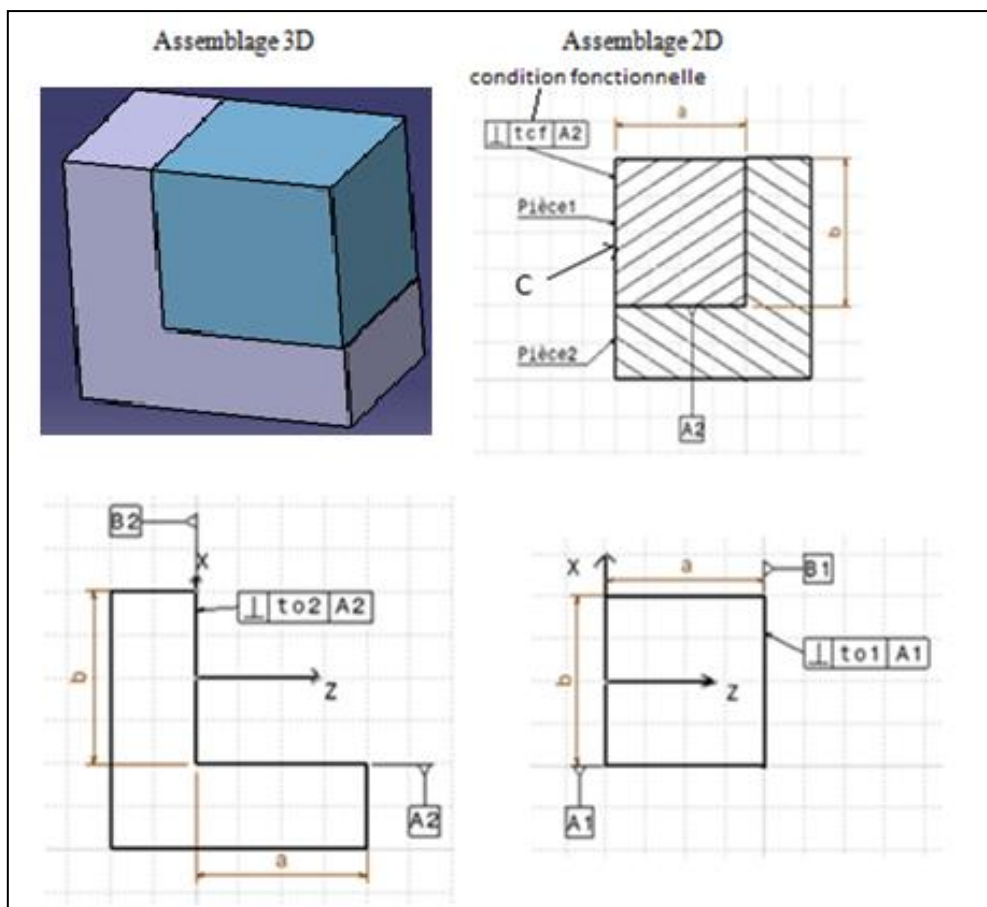 Assemblage 3D
Assemblage 2D
condition fonctionnelle
a
⊥ tcf A2
Pièce1
b
C
Pièce2
A2
B2
X
⊥ to2 A2
b
Z
A2
a
X
a
B1
⊥ to1 A1
b
Z
A1